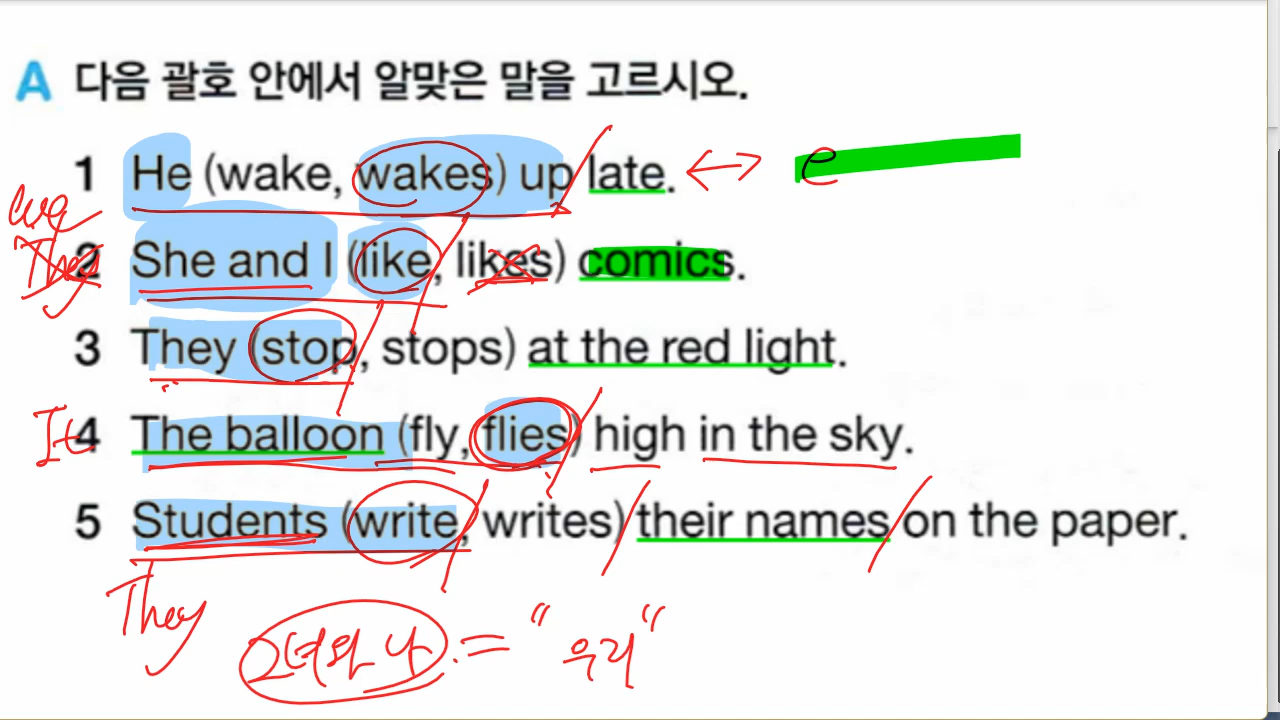 A 다음 괄호 안에서 알맞은 말을 고르시오.
1 He (wake, wakes) up late. ↔ e
we
They
2 She and I (like, likes) comics.
3 They (stop, stops) at the red light.
It
4 The balloon (fly, flies) high in the sky.
5 Students (write, writes) their names on the paper.
They
그녀와 나. = "우리"